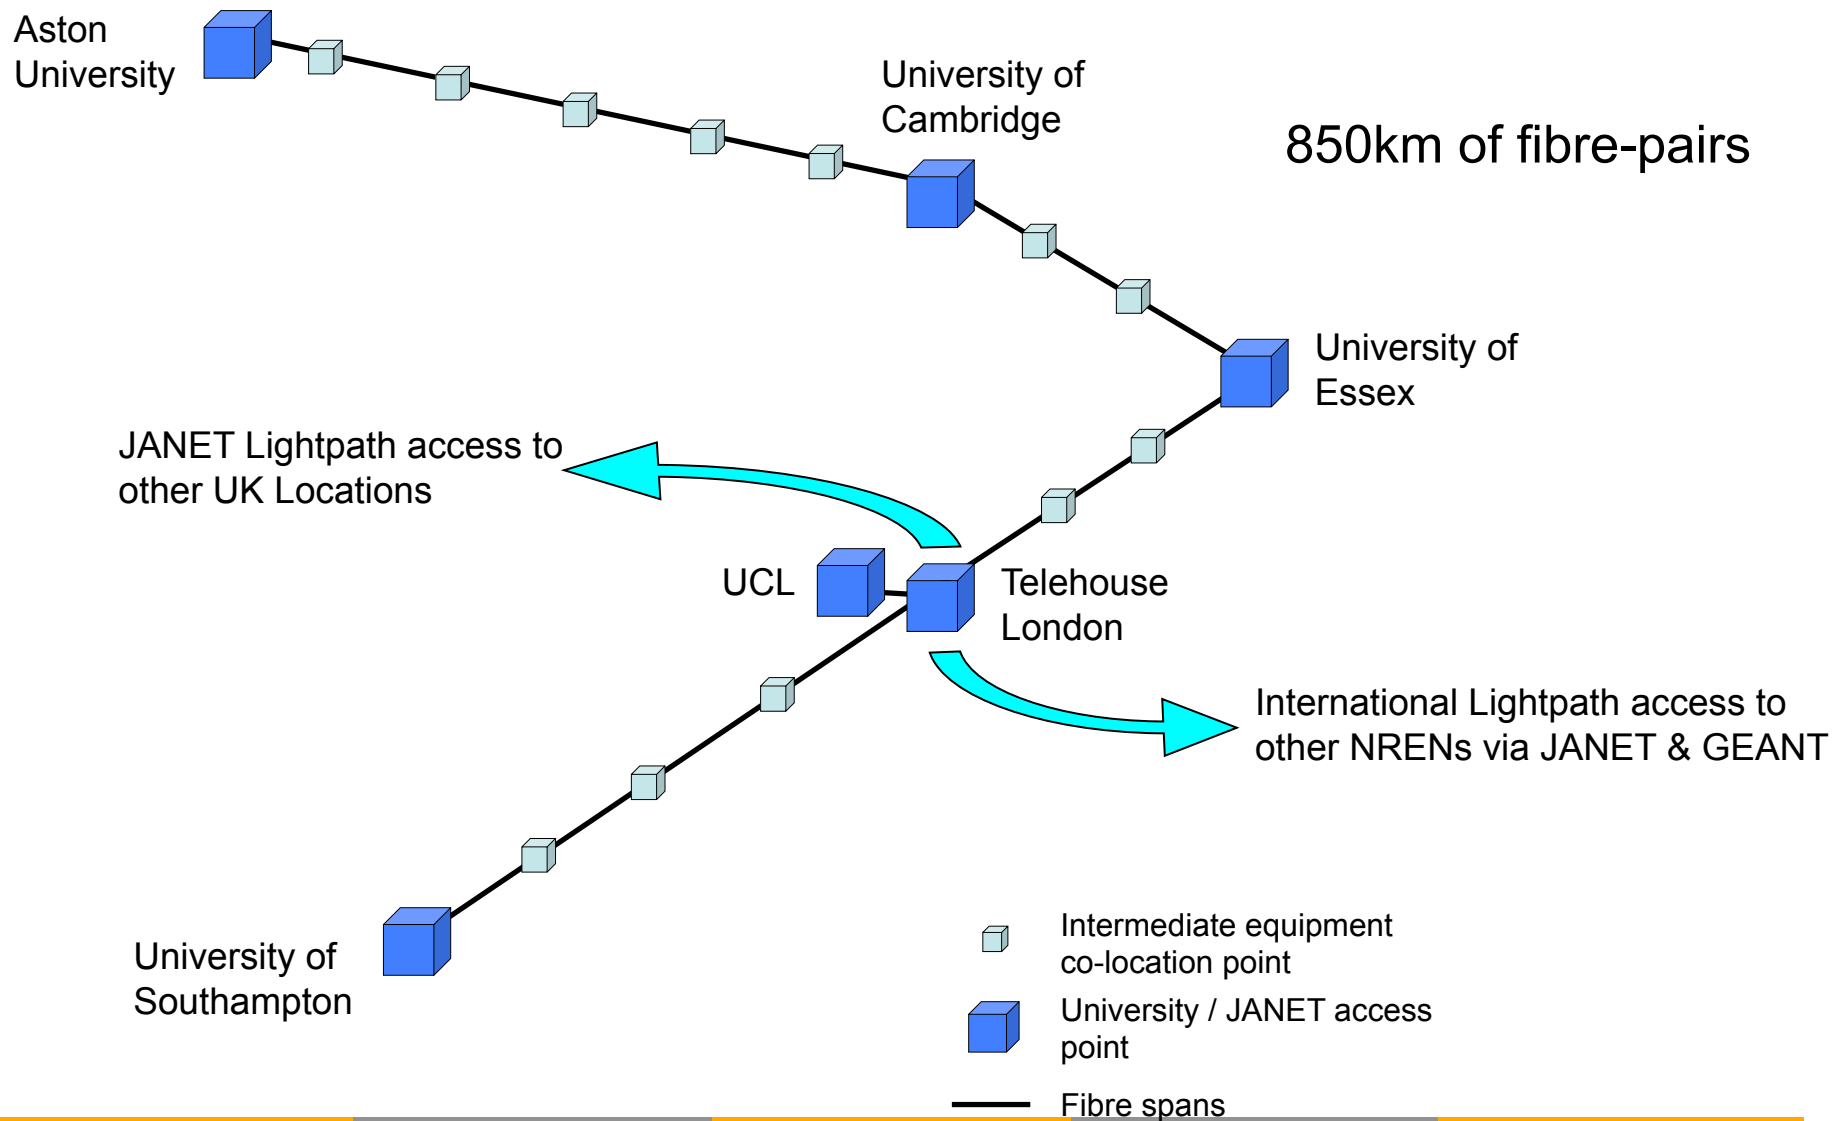 Aston
University
University of
Cambridge
850km of fibre-pairs
University of
Essex
JANET Lightpath access to
other UK Locations
UCL
Telehouse
London
International Lightpath access to
other NRENs via JANET & GEANT
University of
Southampton
Intermediate equipment
co-location point
University / JANET access
point
Fibre spans